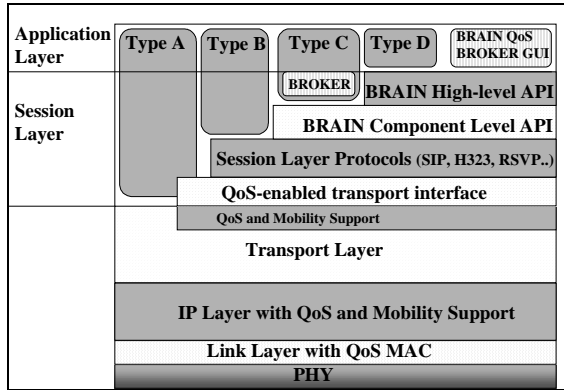 Application
Layer
Type A
Type B
Type C
Type D
BRAIN QoS
BROKER GUI
BROKER
BRAIN High-level API
Session
Layer
BRAIN Component Level API
Session Layer Protocols (SIP, H323, RSVP..)
QoS-enabled transport interface
QoS and Mobility Support
Transport Layer
IP Layer with QoS and Mobility Support
Link Layer with QoS MAC
PHY